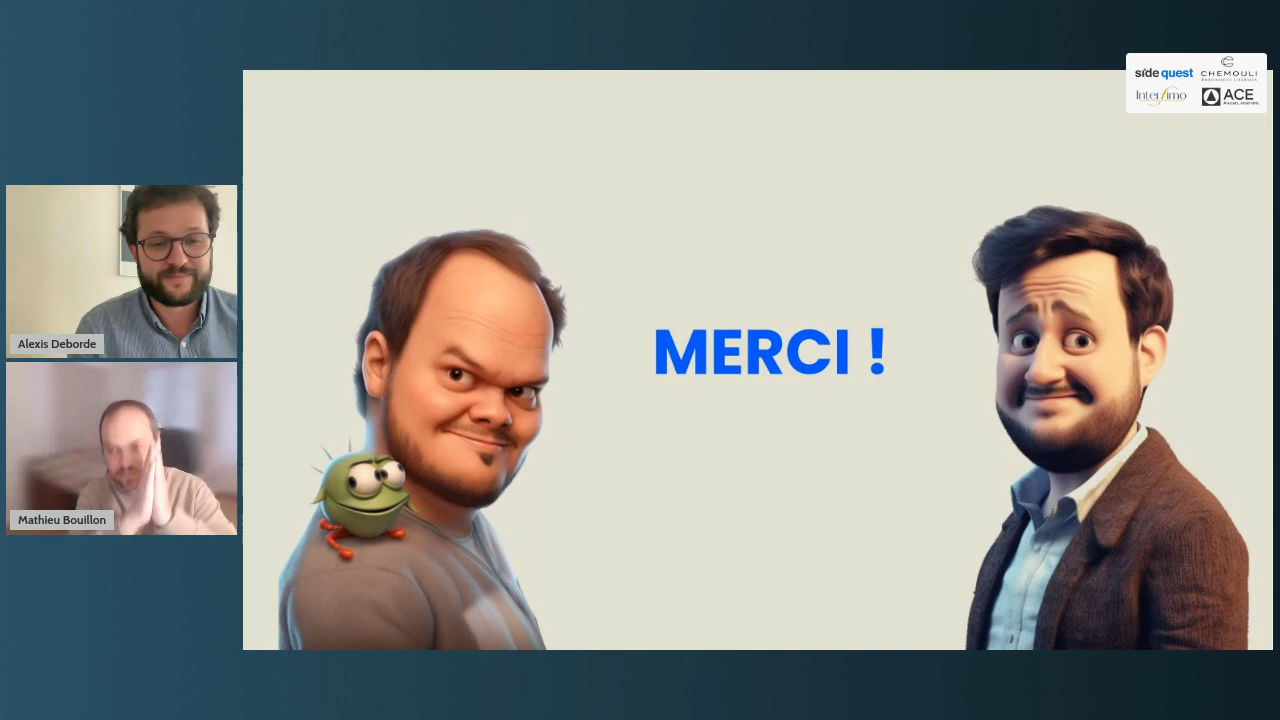 side quest
CHEMOULI
Interfimo
ACE
Alexis Deborde
MERCI !
Mathieu Bouillon